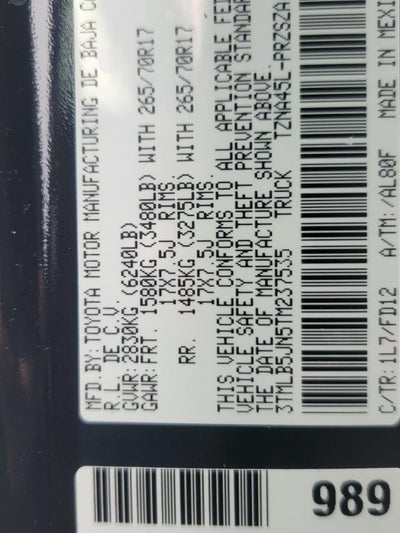 MFD.BY: TOYOTA MOTOR MANUFACTURING DE BAJA CA
R.L. DE C.V.
GVWR: 2830KG (6240LB)
GAWR: FRT. 1580KG (3480LB) WITH 265/70R17
17X7.5J RIMS
RR. 1485KG (3275LB) WITH 265/70R17
17X7.5J RIMS
THIS VEHICLE CONFORMS TO ALL APPLICABLE FE
VEHICLE SAFETY AND THEFT PREVENTION STANDAR
THE DATE OF MANUFACTURE SHOWN ABOVE.
3TMLB5JN5TM237535 TRUCK TZNA45L-PRZSZA
C/TR: 1L7/FD12 A/TM: /AL80F MADE IN MEXI
989